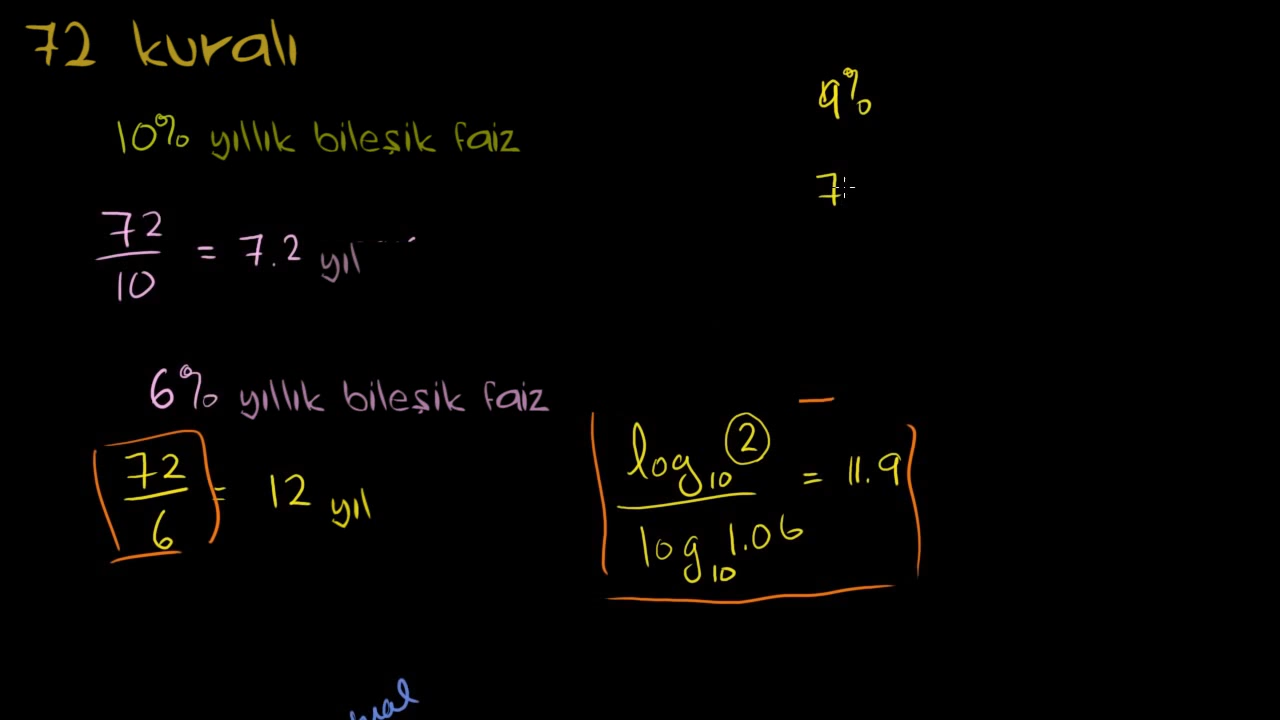 72 kuralı
9%
10% yıllık bileşik faiz
7
72
10
= 7.2 yıl
6% yıllık bileşik faiz
72
6
= 12 yıl
log10 2
log10 1.06
= 11.9